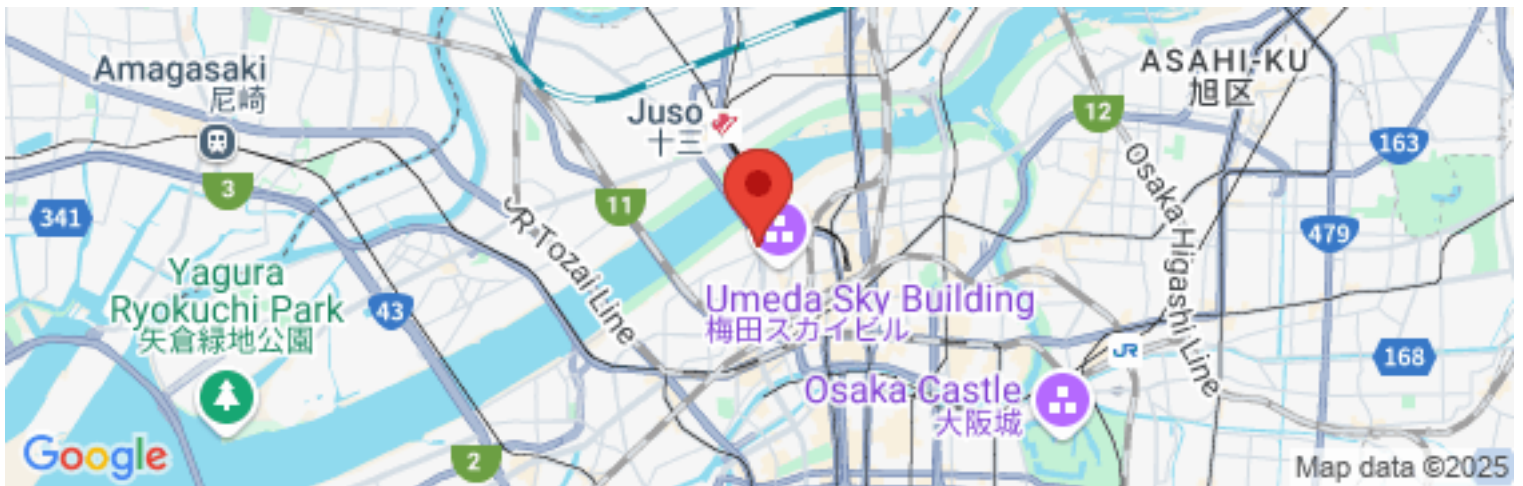 Amagasaki
尼崎
Juso
十三
ASAHI-KU
旭区
12
163
3
11
341
479
Osaka Higashi Line
JR Tozai Line
Yagura
Ryokuchi Park
矢倉緑地公園
43
Umeda Sky Building
梅田スカイビル
JR
168
Osaka Castle
大阪城
2
Google
Map data ©2025